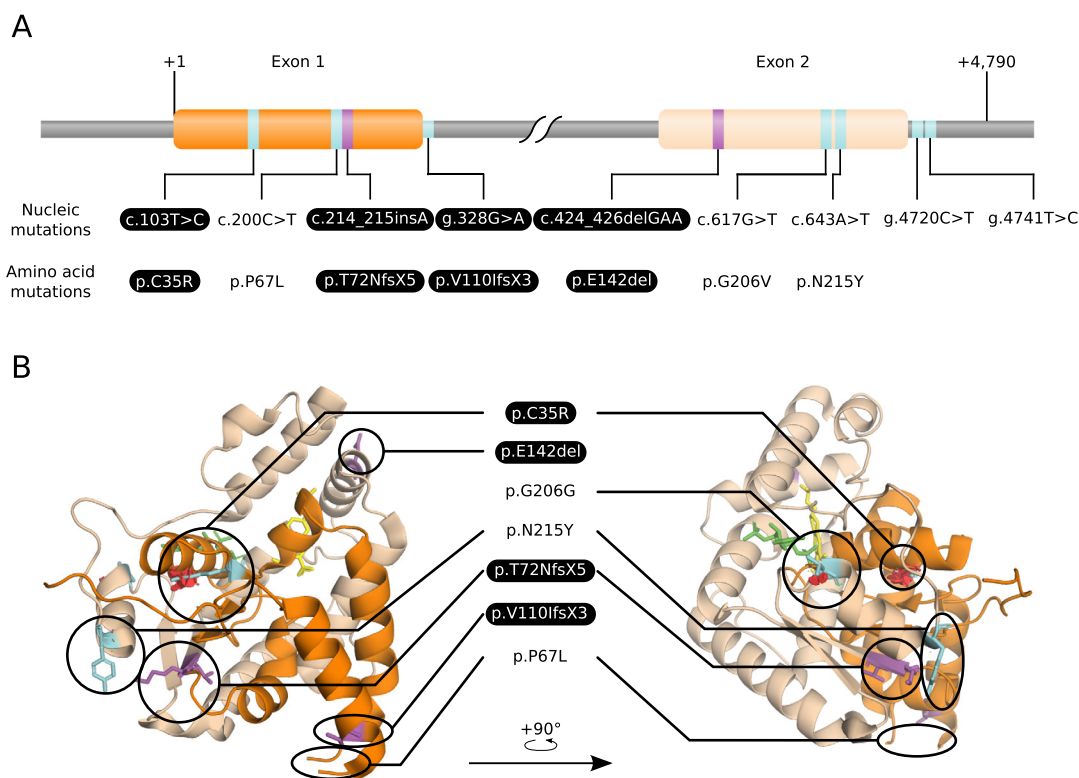 A
+1 Exon 1 Exon 2 +4,790
Nucleic
mutations
c.103T>C c.200C>T c.214_215insA g.328G>A c.424_426delGAA c.617G>T c.643A>T g.4720C>T g.4741T>C
Amino acid
mutations
p.C35R p.P67L p.T72NfsX5 p.V110IfsX3 p.E142del p.G206V p.N215Y
B
p.C35R
p.E142del
p.G206G
p.N215Y
p.T72NfsX5
p.V110IfsX3
p.P67L
+90°